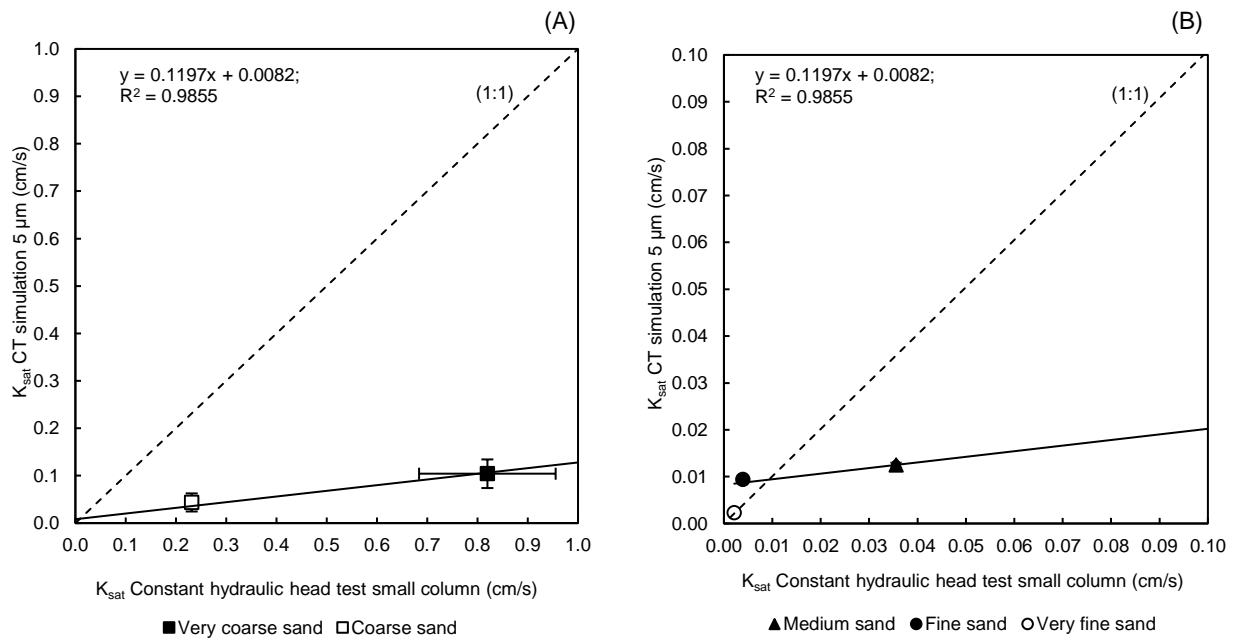 (A)
y = 0.1197x + 0.0082;
R² = 0.9855
(1:1)
1.0
0.9
0.8
0.7
0.6
0.5
0.4
0.3
0.2
0.1
0.0
K_sat CT simulation 5 µm (cm/s)
0.0 0.1 0.2 0.3 0.4 0.5 0.6 0.7 0.8 0.9 1.0
K_sat Constant hydraulic head test small column (cm/s)
Very coarse sand Coarse sand
(B)
y = 0.1197x + 0.0082;
R² = 0.9855
(1:1)
0.10
0.09
0.08
0.07
0.06
0.05
0.04
0.03
0.02
0.01
0.00
K_sat CT simulation 5 µm (cm/s)
0.00 0.01 0.02 0.03 0.04 0.05 0.06 0.07 0.08 0.09 0.10
K_sat Constant hydraulic head test small column (cm/s)
Medium sand Fine sand Very fine sand